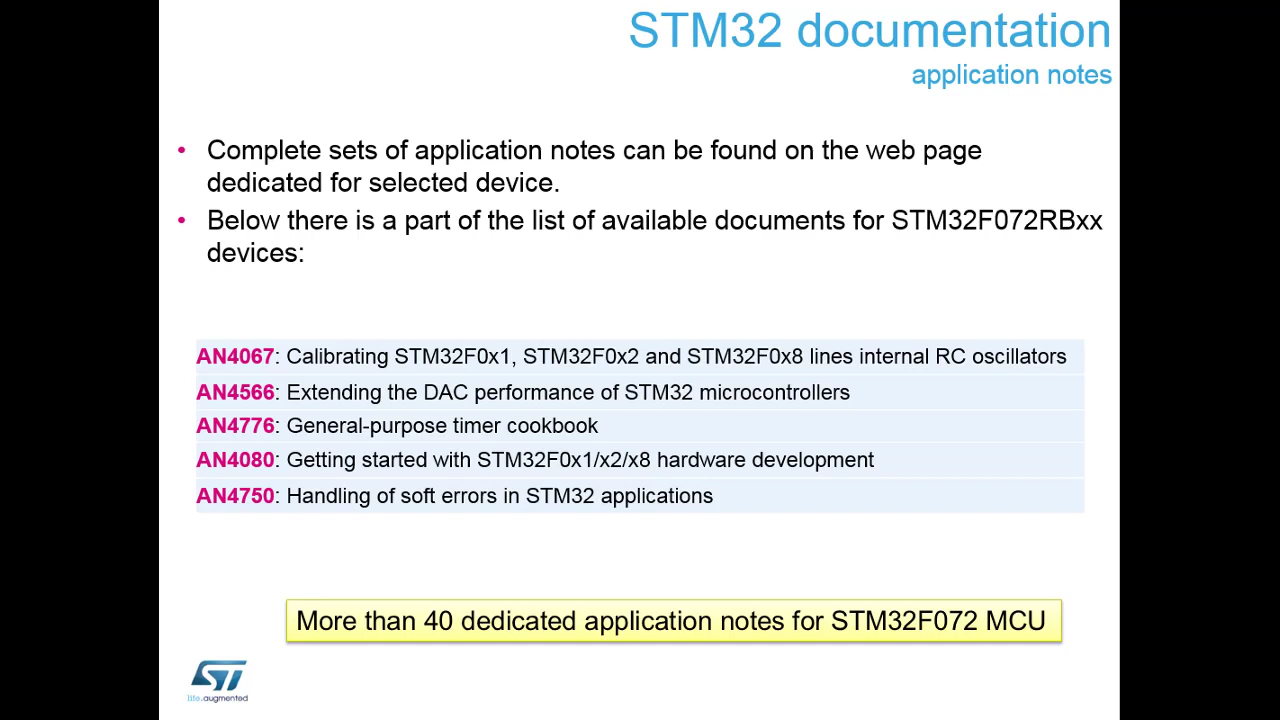 STM32 documentation
application notes
• Complete sets of application notes can be found on the web page
dedicated for selected device.
• Below there is a part of the list of available documents for STM32F072RBxx
devices:
AN4067: Calibrating STM32F0x1, STM32F0x2 and STM32F0x8 lines internal RC oscillators
AN4566: Extending the DAC performance of STM32 microcontrollers
AN4776: General-purpose timer cookbook
AN4080: Getting started with STM32F0x1/x2/x8 hardware development
AN4750: Handling of soft errors in STM32 applications
More than 40 dedicated application notes for STM32F072 MCU
ST
life.augmented